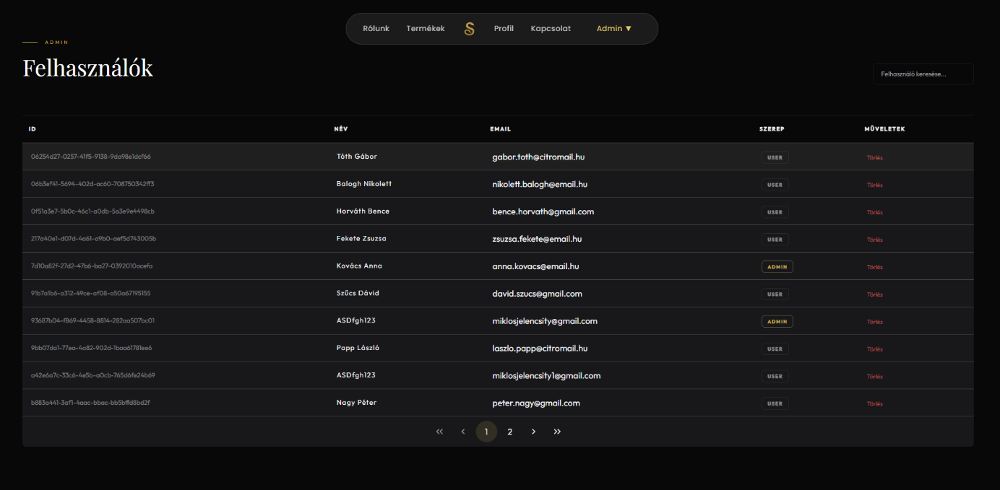 Rólunk Termékek S Profil Kapcsolat Admin ▼
ADMIN
Felhasználók
Felhasználó keresése...
ID NÉV EMAIL SZEREP MŰVELETEK
06254d27-0257-41f5-9138-9da98e1dcf66 Tóth Gábor gabor.toth@citromail.hu USER Törlés
06b3ef41-5694-402d-ac60-708750342ff3 Balogh Nikolett nikolett.balogh@email.hu USER Törlés
0f51a3e7-5b0c-46c1-a0db-5a3e9e4498cb Horváth Bence bence.horvath@gmail.com USER Törlés
217a40e1-d07d-4a61-a9b0-aef5d743005b Fekete Zsuzsa zsuzsa.fekete@email.hu USER Törlés
7d10a82f-27d2-47b6-ba27-0392010acefa Kovács Anna anna.kovacs@email.hu ADMIN Törlés
91b7a1b6-a312-49ce-af08-a50a67195155 Szűcs Dávid david.szucs@gmail.com USER Törlés
93687b04-f869-4458-8814-282aa507bc01 ASDfgh123 miklosjelencsity@gmail.com ADMIN Törlés
9bb07da1-77ea-4a82-902d-1baa61781ee6 Papp László laszlo.papp@citromail.hu USER Törlés
a42e6a7c-33c6-4e5b-a0cb-765d6fe24b69 ASDfgh123 miklosjelencsity1@gmail.com USER Törlés
b883a441-3af1-4aac-bbac-bb5bffd8bd2f Nagy Péter peter.nagy@gmail.com USER Törlés
« ‹ 1 2 › »